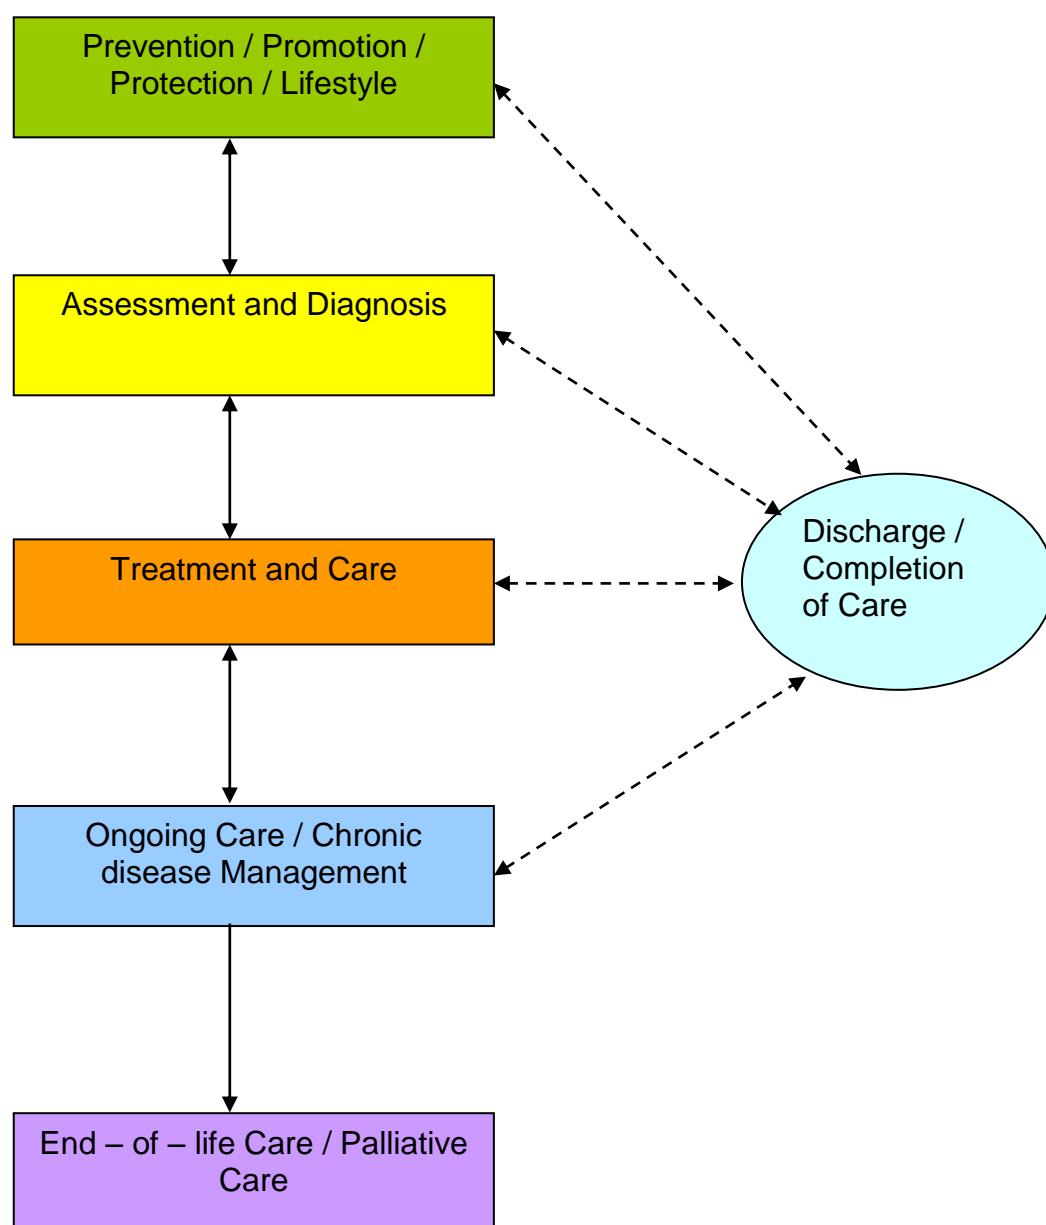 Prevention / Promotion /
Protection / Lifestyle
Assessment and Diagnosis
Treatment and Care
Discharge /
Completion
of Care
Ongoing Care / Chronic
disease Management
End – of – life Care / Palliative
Care